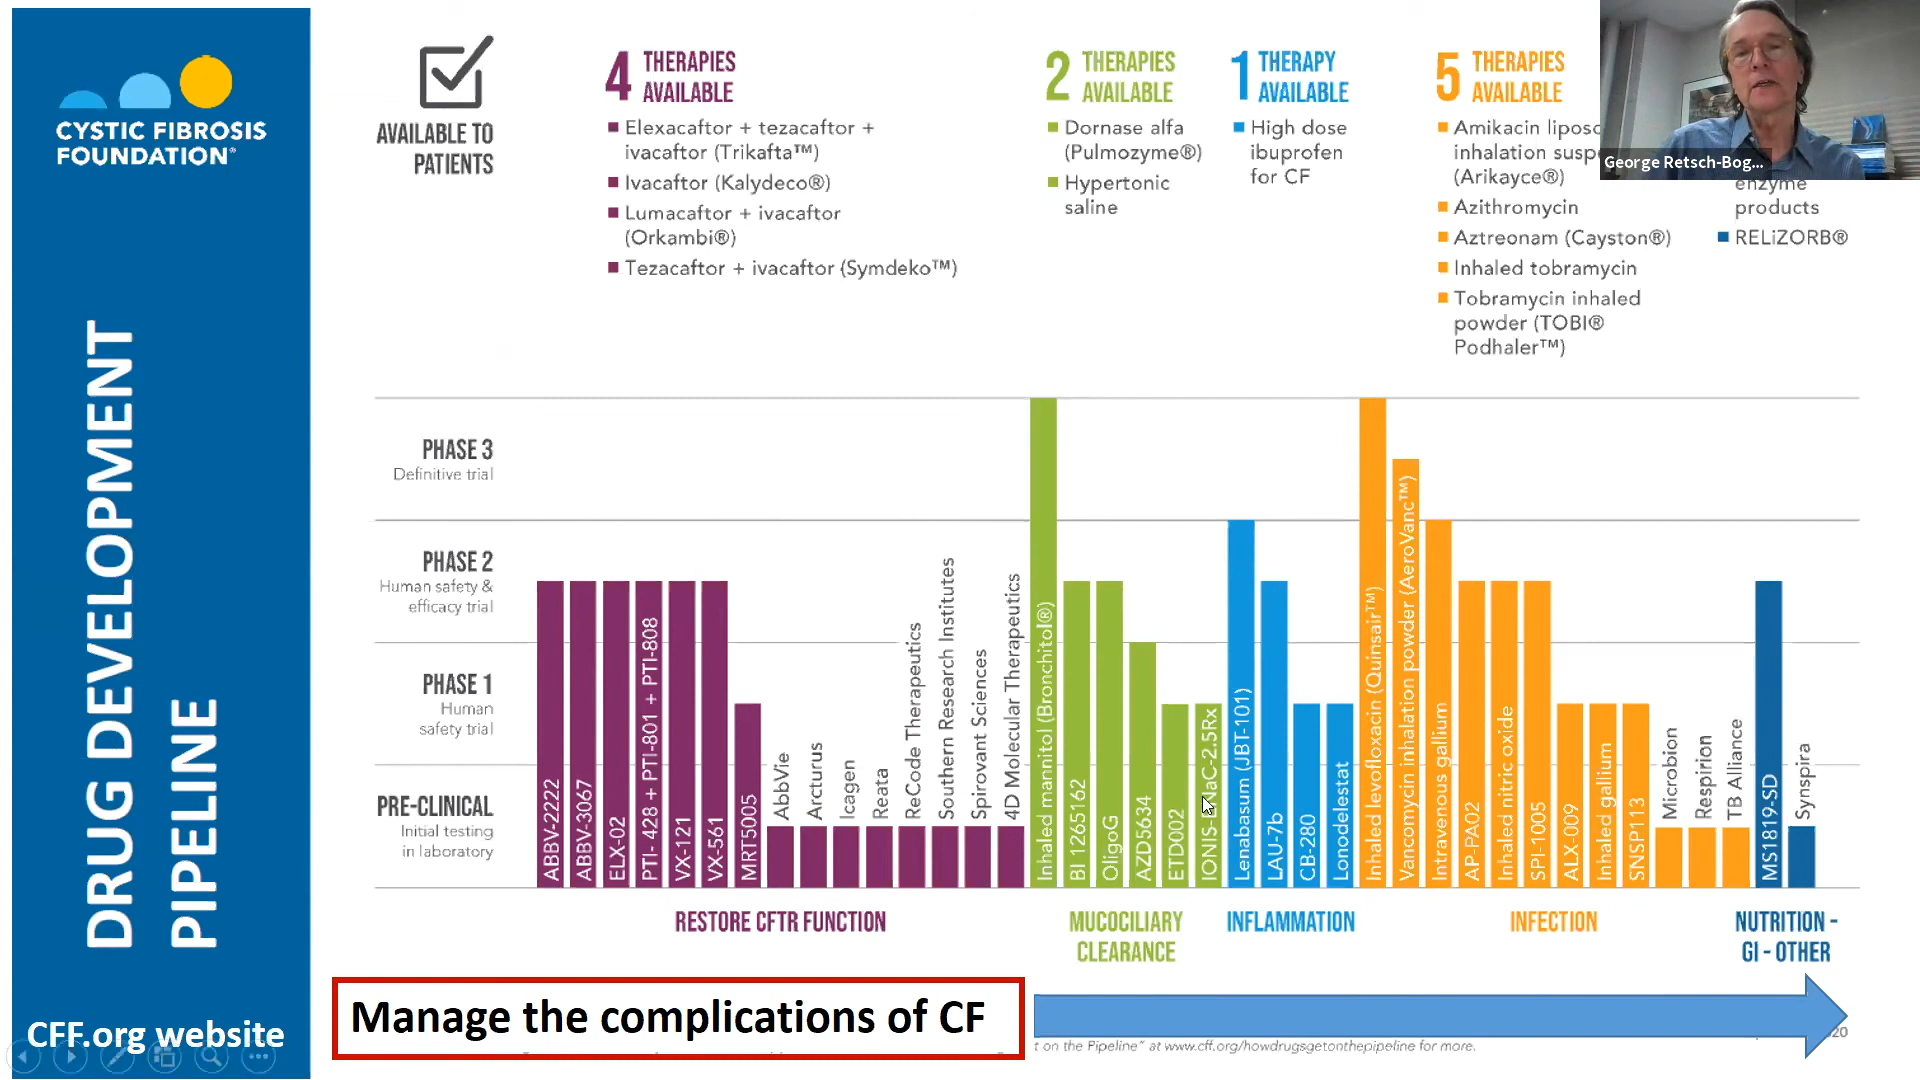 CYSTIC FIBROSIS
FOUNDATION®
DRUG DEVELOPMENT
PIPELINE
CFF.org website
AVAILABLE TO
PATIENTS
4 THERAPIES
AVAILABLE
Elexacaftor + tezacaftor +
ivacaftor (Trikafta™)
Ivacaftor (Kalydeco®)
Lumacaftor + ivacaftor
(Orkambi®)
Tezacaftor + ivacaftor (Symdeko™)
2 THERAPIES
AVAILABLE
Dornase alfa
(Pulmozyme®)
Hypertonic
saline
1 THERAPY
AVAILABLE
High dose
ibuprofen
for CF
5 THERAPIES
AVAILABLE
Amikacin
inhalation
(Arikayce®)
Azithromycin
Aztreonam (Cayston®)
Inhaled tobramycin
Tobramycin inhaled
powder (TOBI®
Podhaler™)
George Retsch-Bog...
enzyme
products
RELiZORB®
PHASE 3
Definitive trial
PHASE 2
Human safety &
efficacy trial
PHASE 1
Human
safety trial
PRE-CLINICAL
Initial testing
in laboratory
ABBV-2222
ABBV-3067
ELX-02
PTI- 428 + PTI-801 + PTI-808
VX-121
VX-561
MRT5005
AbbVie
Arcturus
Icagen
Reata
ReCode Therapeutics
Southern Research Institutes
Spirovant Sciences
4D Molecular Therapeutics
Inhaled mannitol (Bronchitol®)
BI 1265162
OligoG
AZD5634
ETD002
IONIS- NaC-2.5Rx
Lenabasum (JBT-101)
LAU-7b
CB-280
Lonodelestat
Inhaled levofloxacin (Quinsair™)
Vancomycin inhalation powder (AeroVanc™)
Intravenous gallium
AP-PA02
Inhaled nitric oxide
SPI-1005
ALX-009
Inhaled gallium
SNSP113
Microbion
Respirion
TB Alliance
MS1819-SD
Synspira
RESTORE CFTR FUNCTION
MUCOCILIARY
CLEARANCE
INFLAMMATION
INFECTION
NUTRITION -
GI - OTHER
Manage the complications of CF
20
on the Pipeline" at www.cff.org/howdrugsgetonthepipeline for more.